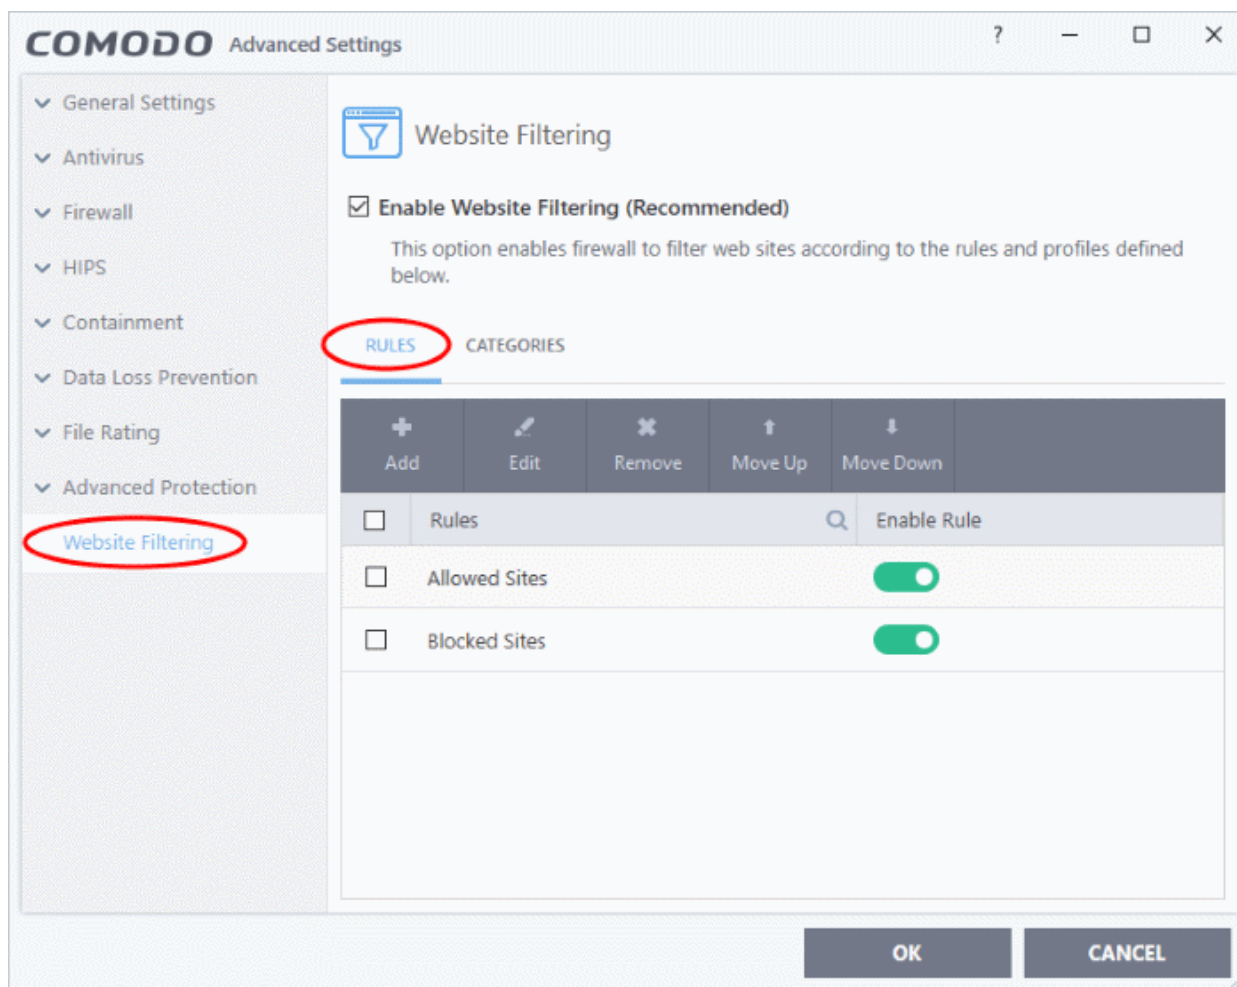 COMODO Advanced Settings ?
General Settings
Antivirus
Firewall
HIPS
Containment
Data Loss Prevention
File Rating
Advanced Protection
Website Filtering
Website Filtering
Enable Website Filtering (Recommended)
This option enables firewall to filter web sites according to the rules and profiles defined
below.
RULES CATEGORIES
Add Edit Remove Move Up Move Down
Rules Enable Rule
Allowed Sites
Blocked Sites
OK CANCEL